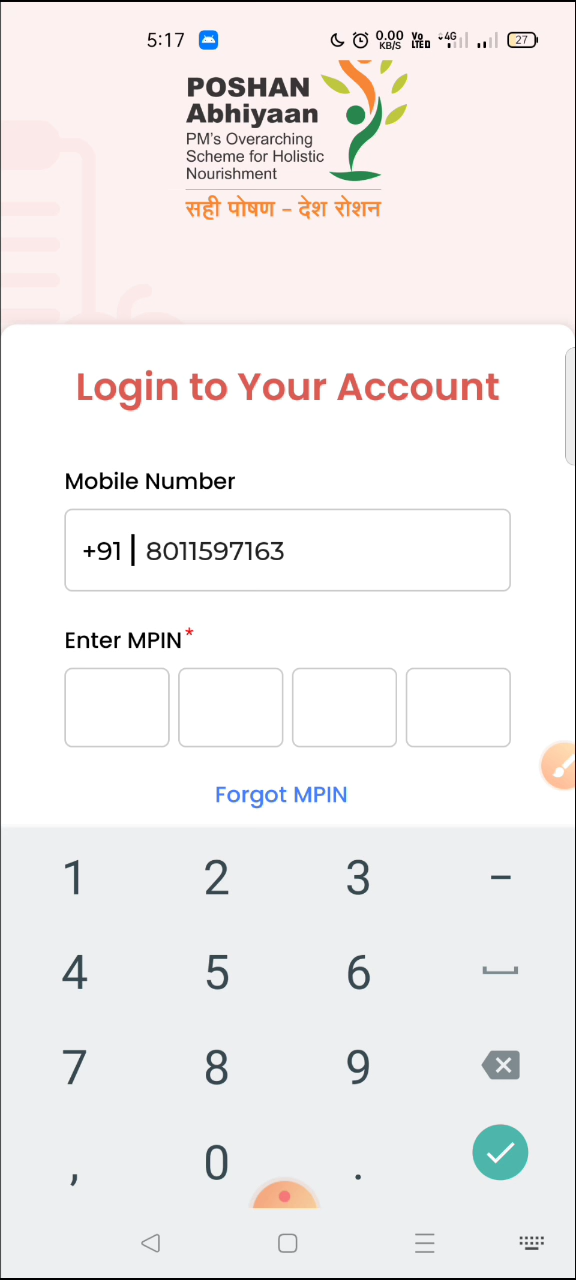 5:17 0.00 KB/S Vo LTE 4G 27
POSHAN
Abhiyaan
PM's Overarching
Scheme for Holistic
Nourishment
सही पोषण - देश रोशन
Login to Your Account
Mobile Number
+91 8011597163
Enter MPIN*
Forgot MPIN
1 2 3 -
4 5 6
7 8 9
, 0 .